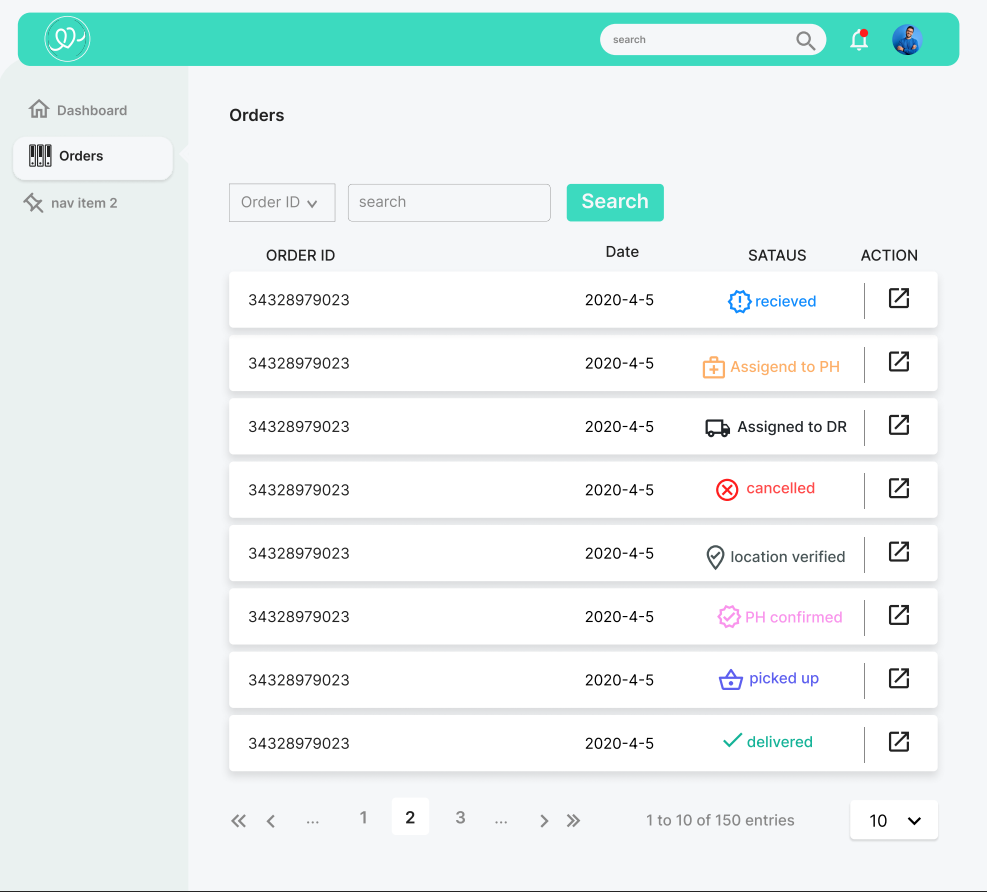 search
Dashboard
Orders
nav item 2
Orders
Order ID search Search
ORDER ID Date SATAUS ACTION
34328979023 2020-4-5 recieved
34328979023 2020-4-5 Assigend to PH
34328979023 2020-4-5 Assigned to DR
34328979023 2020-4-5 cancelled
34328979023 2020-4-5 location verified
34328979023 2020-4-5 PH confirmed
34328979023 2020-4-5 picked up
34328979023 2020-4-5 delivered
... 1 2 3 ... 1 to 10 of 150 entries 10